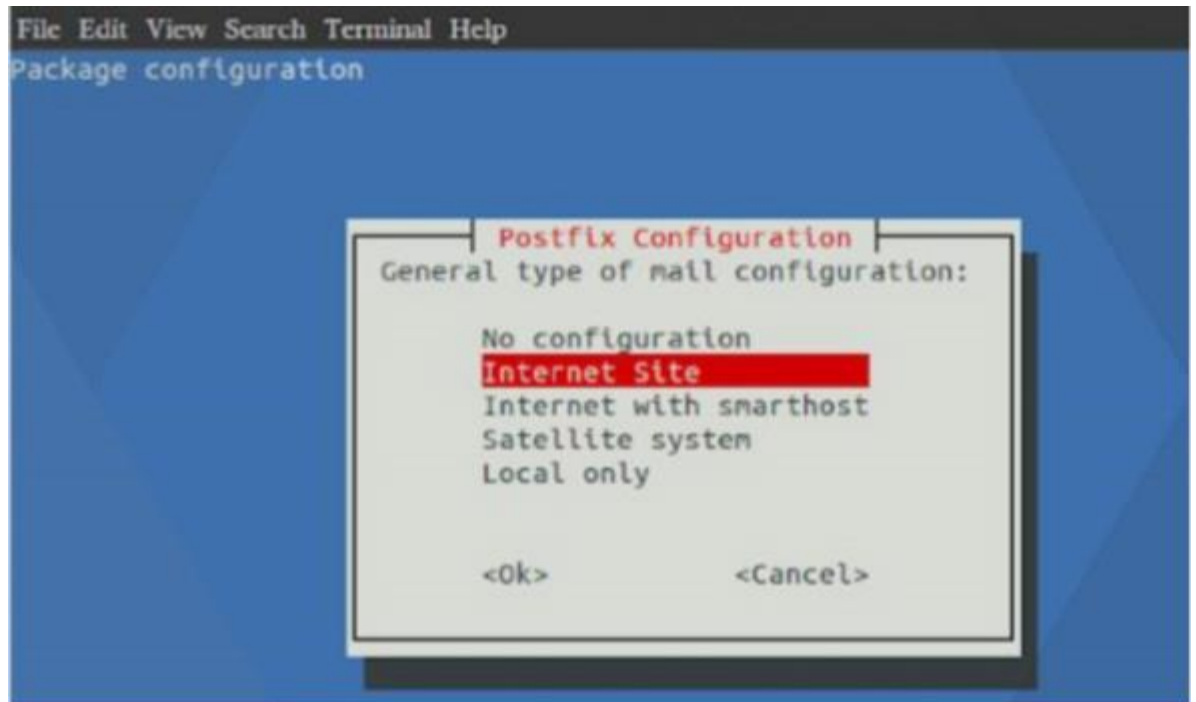 File Edit View Search Terminal Help
Package configuration
Postfix Configuration
General type of mail configuration:
No configuration
Internet Site
Internet with smarthost
Satellite system
Local only
<Ok> <Cancel>